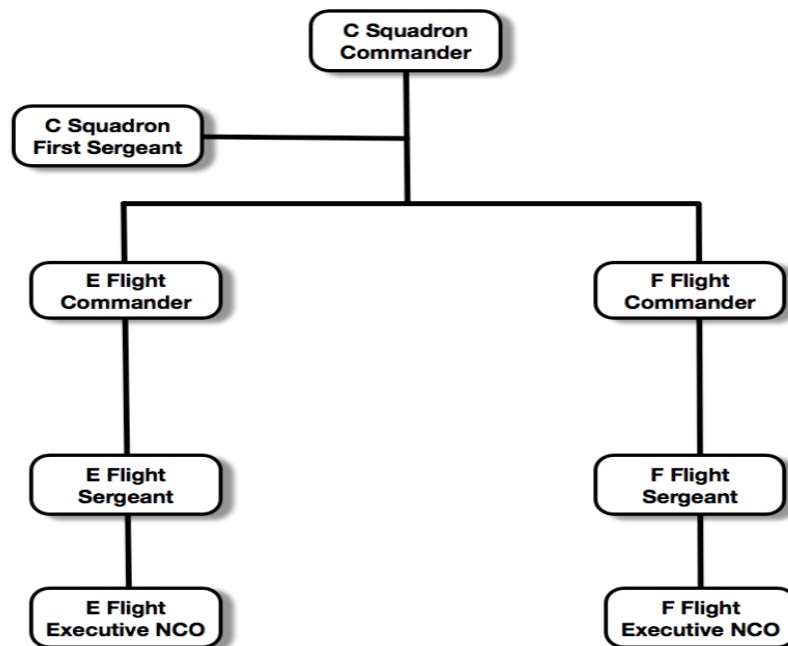 C Squadron
Commander
C Squadron
First Sergeant
E Flight
Commander
F Flight
Commander
E Flight
Sergeant
F Flight
Sergeant
E Flight
Executive NCO
F Flight
Executive NCO